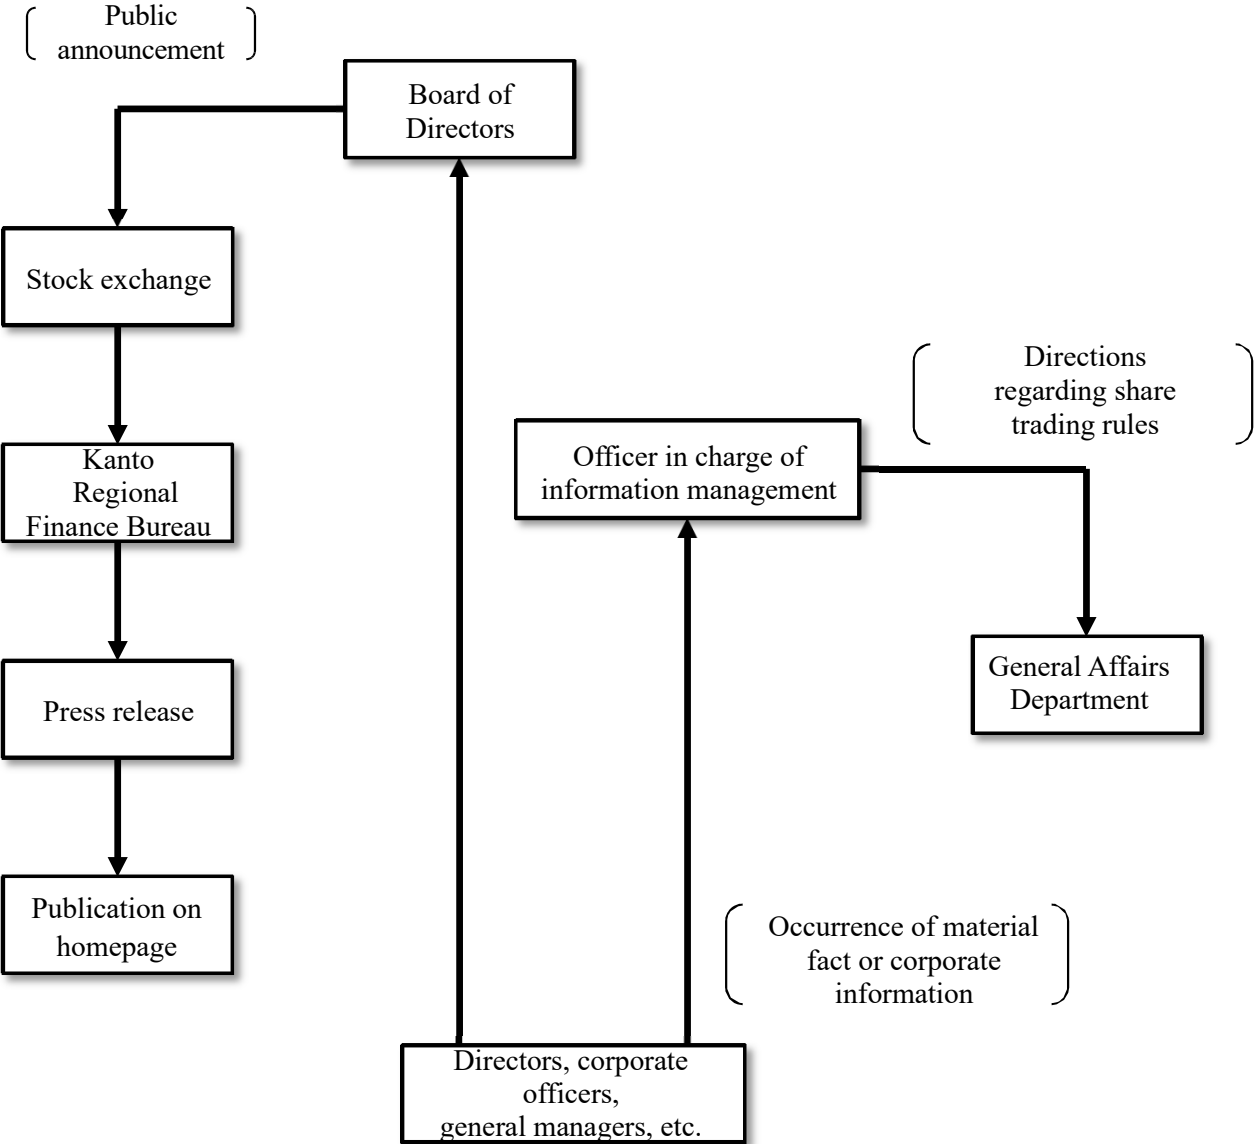 Public
announcement
Board of
Directors
Stock exchange
Directions
regarding share
trading rules
Kanto
Regional
Finance Bureau
Officer in charge of
information management
General Affairs
Department
Press release
Publication on
homepage
Occurrence of material
fact or corporate
information
Directors, corporate
officers,
general managers, etc.